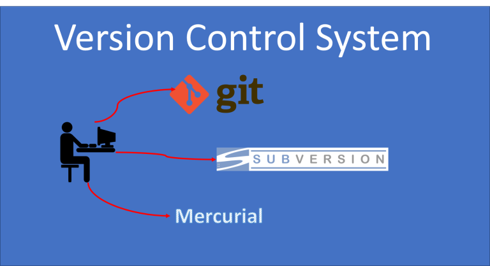 Version Control System
git
SUBVERSION
Mercurial